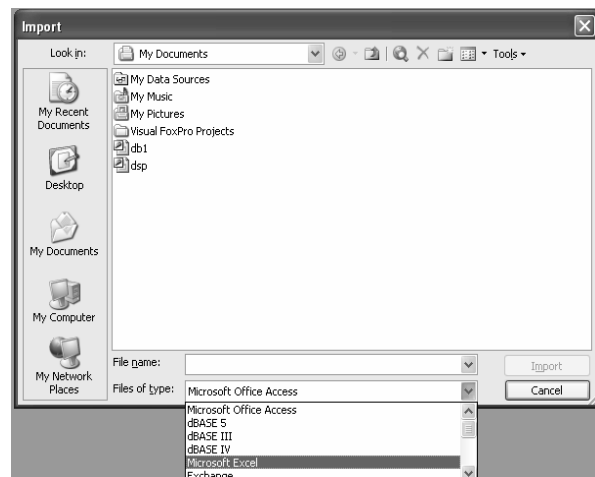 Import
Look in: My Documents Tools
My Data Sources
My Music
My Pictures
Visual FoxPro Projects
db1
dsp
My Recent
Documents
Desktop
My Documents
My Computer
My Network
Places
File name: Import
Files of type: Microsoft Office Access Cancel
Microsoft Office Access
dBASE 5
dBASE III
dBASE IV
Microsoft Excel
Exchange